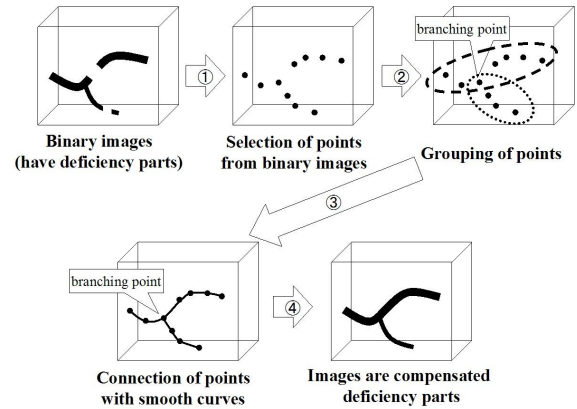 branching point
①
②
Binary images
(have deficiency parts)
Selection of points
from binary images
Grouping of points
③
branching point
④
Connection of points
with smooth curves
Images are compensated
deficiency parts